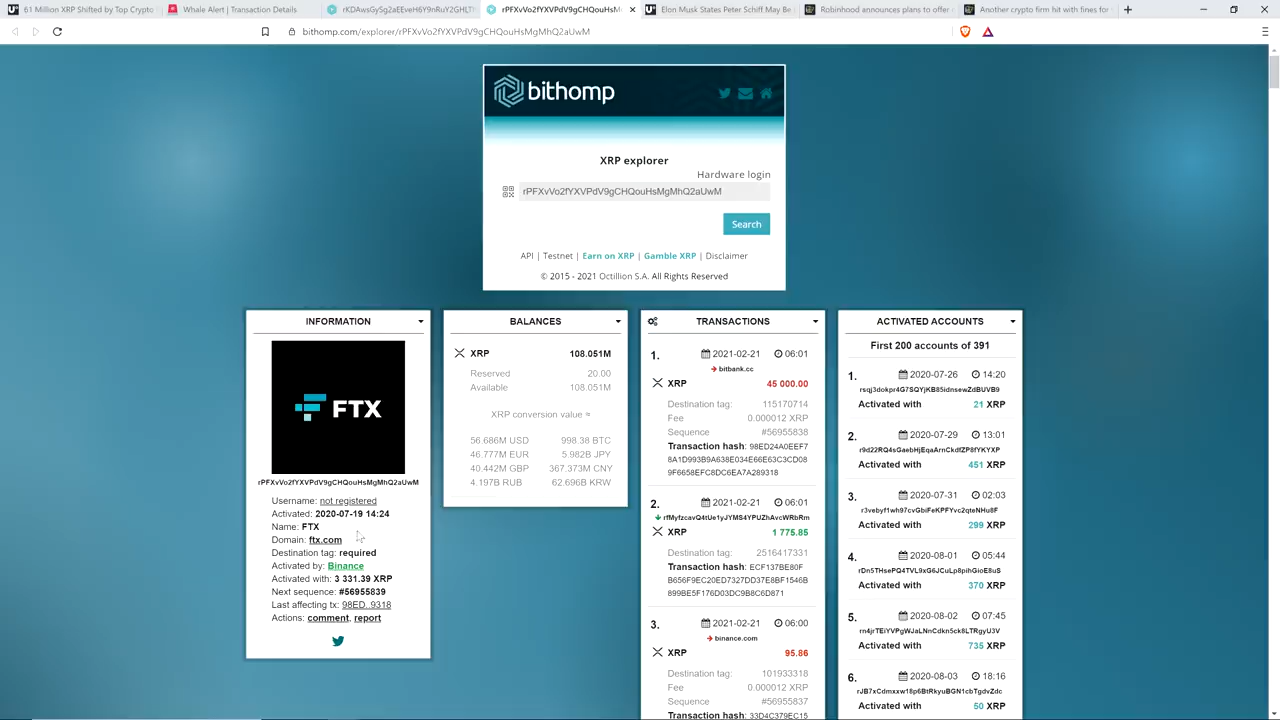 61 Million XRP Shifted by Top Crypto
Whale Alert | Transaction Details
rKDAwsGySg2aEEveH6Y9nRuY2GHLTN
rPFXvVo2fYXVPdV9gCHQouHsM
Elon Musk States Peter Schiff May Be
Robinhood announces plans to offer c
Another crypto firm hit with fines for
bithomp.com/explorer/rPFXvVo2fYXVPdV9gCHQouHsMgMhQ2aUwM
bithomp
XRP explorer
Hardware login
rPFXvVo2fYXVPdV9gCHQouHsMgMhQ2aUwM
Search
API | Testnet | Earn on XRP | Gamble XRP | Disclaimer
© 2015 - 2021 Octillion S.A. All Rights Reserved
INFORMATION
FTX
rPFXvVo2fYXVPdV9gCHQouHsMgMhQ2aUwM
Username: not registered
Activated: 2020-07-19 14:24
Name: FTX
Domain: ftx.com
Destination tag: required
Activated by: Binance
Activated with: 3 331.39 XRP
Next sequence: #56955839
Last affecting tx: 98ED..9318
Actions: comment, report
BALANCES
XRP 108.051M
Reserved 20.00
Available 108.051M
XRP conversion value ≈
56.686M USD 998.38 BTC
46.777M EUR 5.982B JPY
40.442M GBP 367.373M CNY
4.197B RUB 62.696B KRW
TRANSACTIONS
1. 2021-02-21 06:01
bitbank.cc
XRP 45 000.00
Destination tag: 115170714
Fee 0.000012 XRP
Sequence #56955838
Transaction hash: 98ED24A0EEF7
8A1D993B9A638E034E66E63C3CD08
9F6658EFC8DC6EA7A289318
2. 2021-02-21 06:01
rfMyfzcavQ4tUe1yJYMS4YPUZhAvcWRbRm
XRP 1 775.85
Destination tag: 2516417331
Transaction hash: ECF137BE80F
B656F9EC20ED7327DD37E8BF1546B
899BE5F176D03DC9B8C6D871
3. 2021-02-21 06:00
binance.com
XRP 95.86
Destination tag: 101933318
Fee 0.000012 XRP
Sequence #56955837
Transaction hash: 33D4C379EC15
ACTIVATED ACCOUNTS
First 200 accounts of 391
1. 2020-07-26 14:20
rsqj3dokpr4G7SQYjKB85idnsewZdBUVB9
Activated with 21 XRP
2. 2020-07-29 13:01
r9d22RQ4sGaebHjEqaArnCkdfZP8fYKYXP
Activated with 451 XRP
3. 2020-07-31 02:03
r3vebyf1wh97cvGbiFeKPFYvc2qteNHu8F
Activated with 299 XRP
4. 2020-08-01 05:44
rDn5THsePQ4TVL9xG6JCuLp8pihGioE8uS
Activated with 370 XRP
5. 2020-08-02 07:45
rn4jrTEiYVPgWJaLNnCdkn5ck8LTRgyU3V
Activated with 735 XRP
6. 2020-08-03 18:16
rJB7xCdmxxw18p6BtRkyuBGN1cbTgdvZdc
Activated with 50 XRP